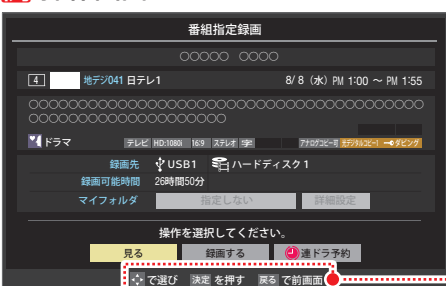 番組指定録画
○○○○○ ○○○○
4 地デジ041 日テレ1 8/ 8 (水) PM 1:00 ～ PM 1:55
○○○○○○○○○○○○○○○○○○○○○○○○○○○○○○○○○○○○
○○○○○○○○○○○○○○○○○○
ドラマ テレビ HD:1080i 16:9 ステレオ 字 アナログコピー可 デジタルコピー1 ダビング
録画先 USB1 ハードディスク1
録画可能時間 26時間50分
マイフォルダ 指定しない 詳細設定
操作を選択してください。
見る 録画する 連ドラ予約
で選び 決定 を押す 戻る で前画面